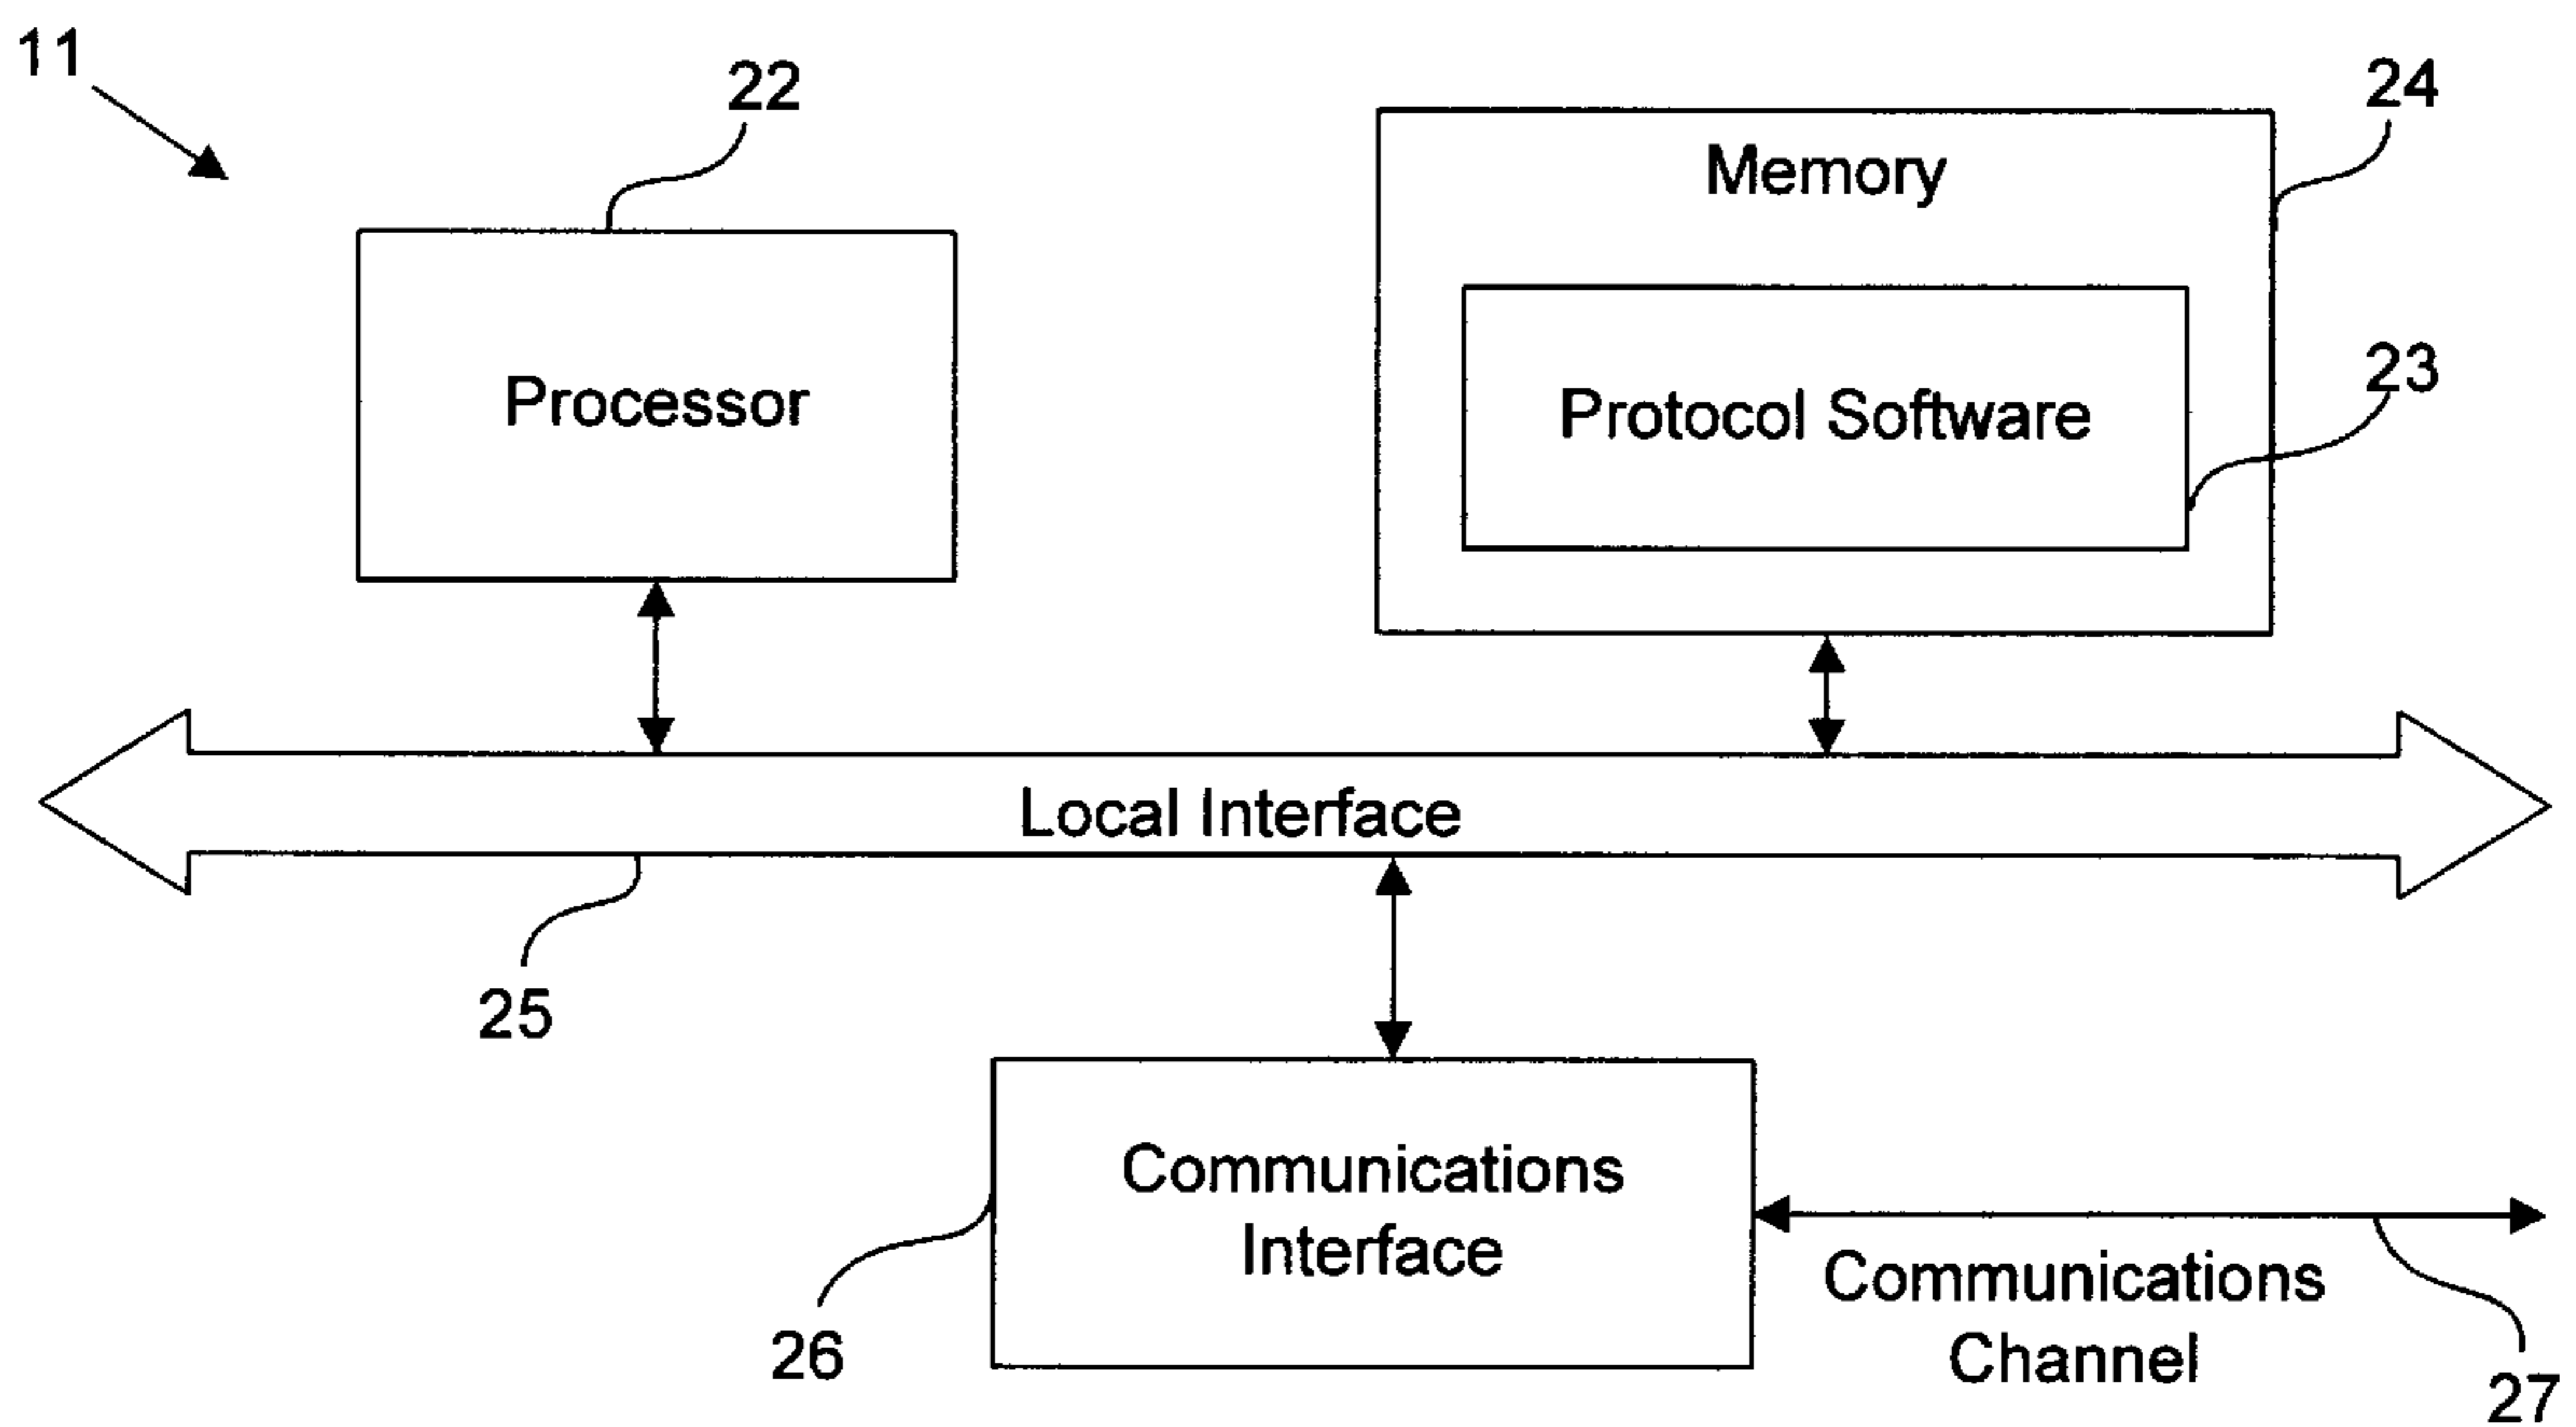 11
22
24
Memory
23
Processor
Protocol Software
Local Interface
25
Communications
Interface
26
Communications
Channel
27